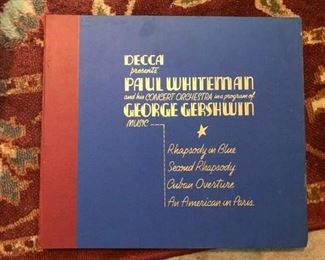 DECCA
presents
PAUL WHITEMAN
and his CONCERT ORCHESTRA in a program of
GEORGE GERSHWIN
MUSIC
Rhapsody in Blue
Second Rhapsody
Cuban Overture
An American in Paris.